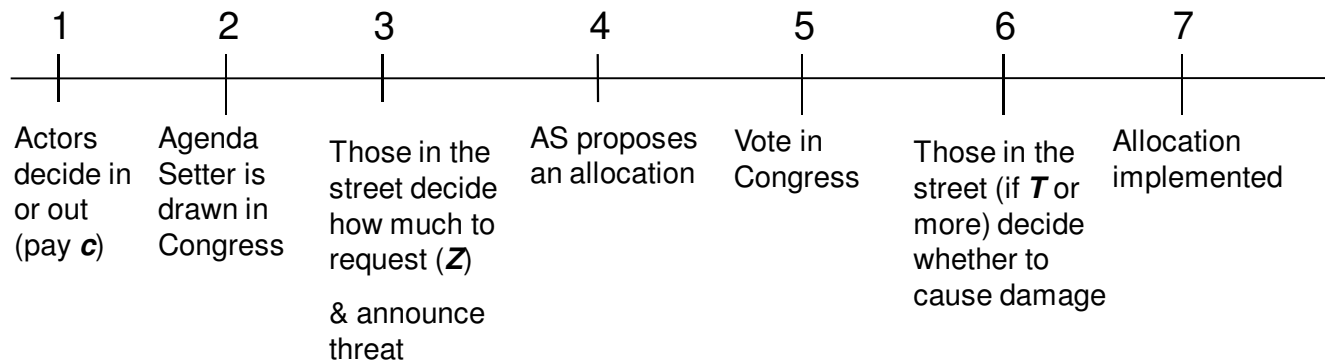 1
2
3
4
5
6
7
Actors
decide in
or out
(pay c)
Agenda
Setter is
drawn in
Congress
Those in the
street decide
how much to
request (Z)
& announce
threat
AS proposes
an allocation
Vote in
Congress
Those in the
street (if T or
more) decide
whether to
cause damage
Allocation
implemented